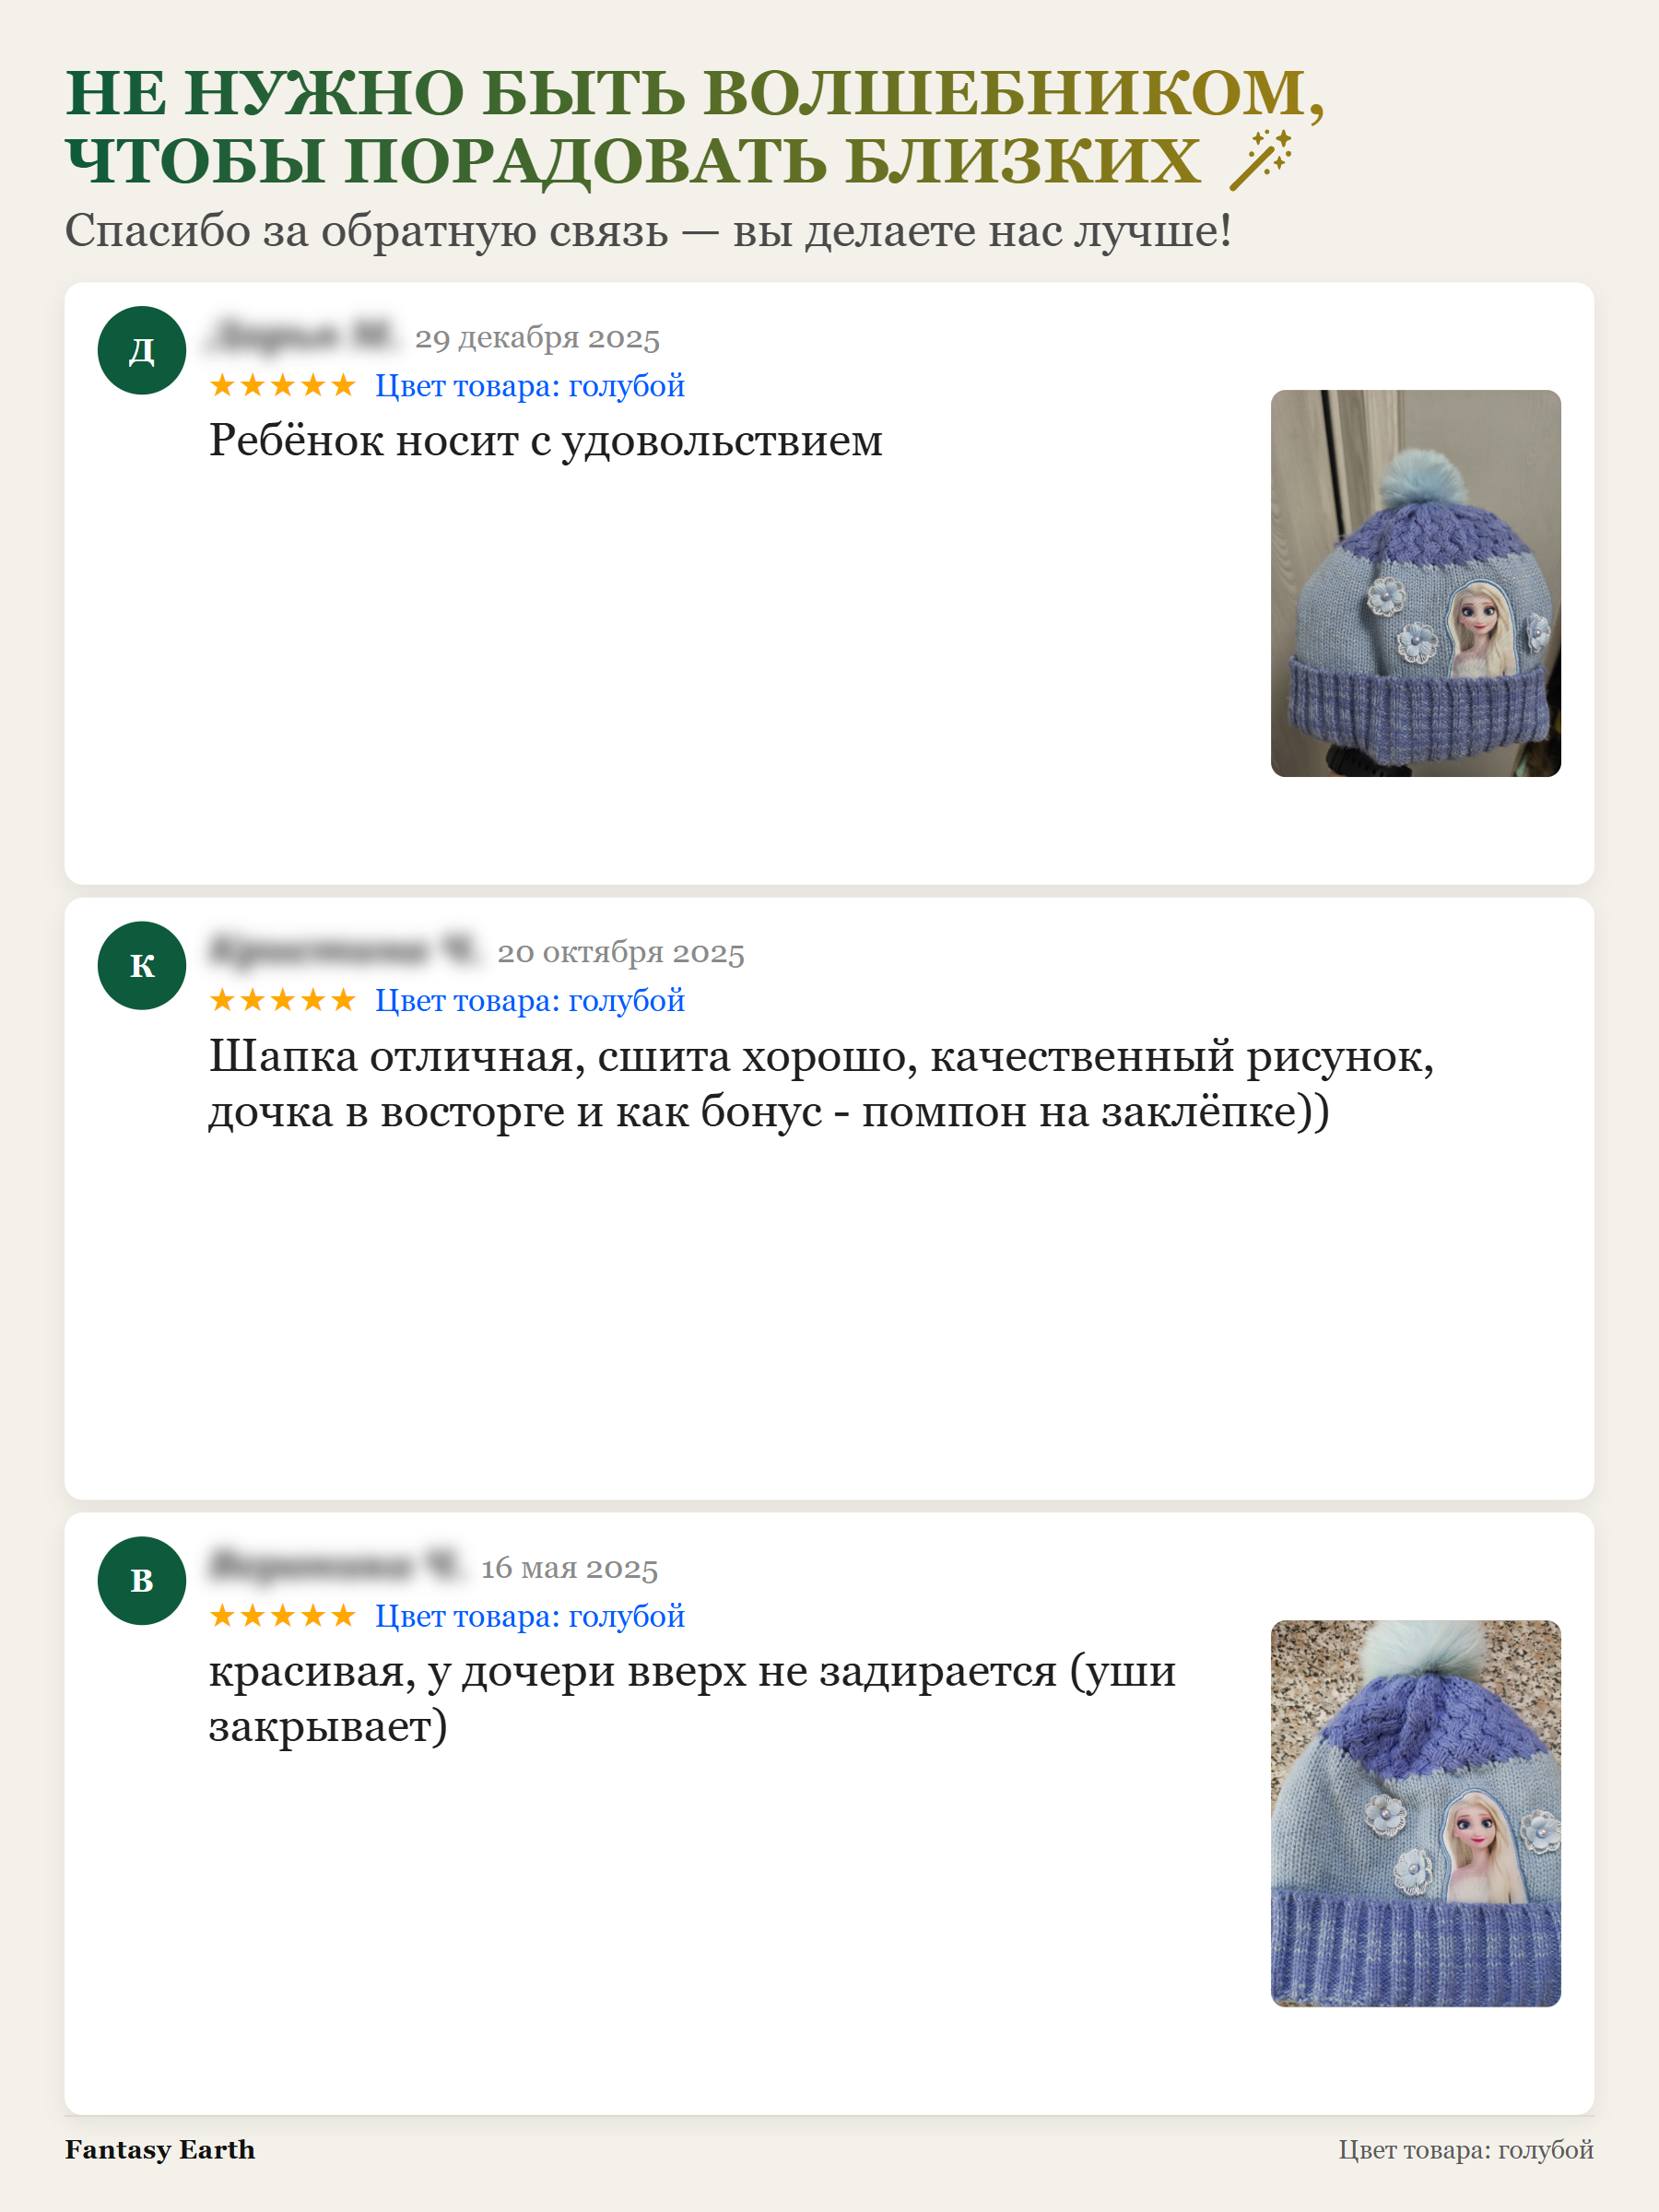 НЕ НУЖНО БЫТЬ ВОЛШЕБНИКОМ,
ЧТОБЫ ПОРАДОВАТЬ БЛИЗКИХ
Спасибо за обратную связь — вы делаете нас лучше!
Д
29 декабря 2025
★★★★★ Цвет товара: голубой
Ребёнок носит с удовольствием
К
20 октября 2025
★★★★★ Цвет товара: голубой
Шапка отличная, сшита хорошо, качественный рисунок,
дочка в восторге и как бонус - помпон на заклёпке))
В
16 мая 2025
★★★★★ Цвет товара: голубой
красивая, у дочери вверх не задирается (уши
закрывает)
Fantasy Earth
Цвет товара: голубой